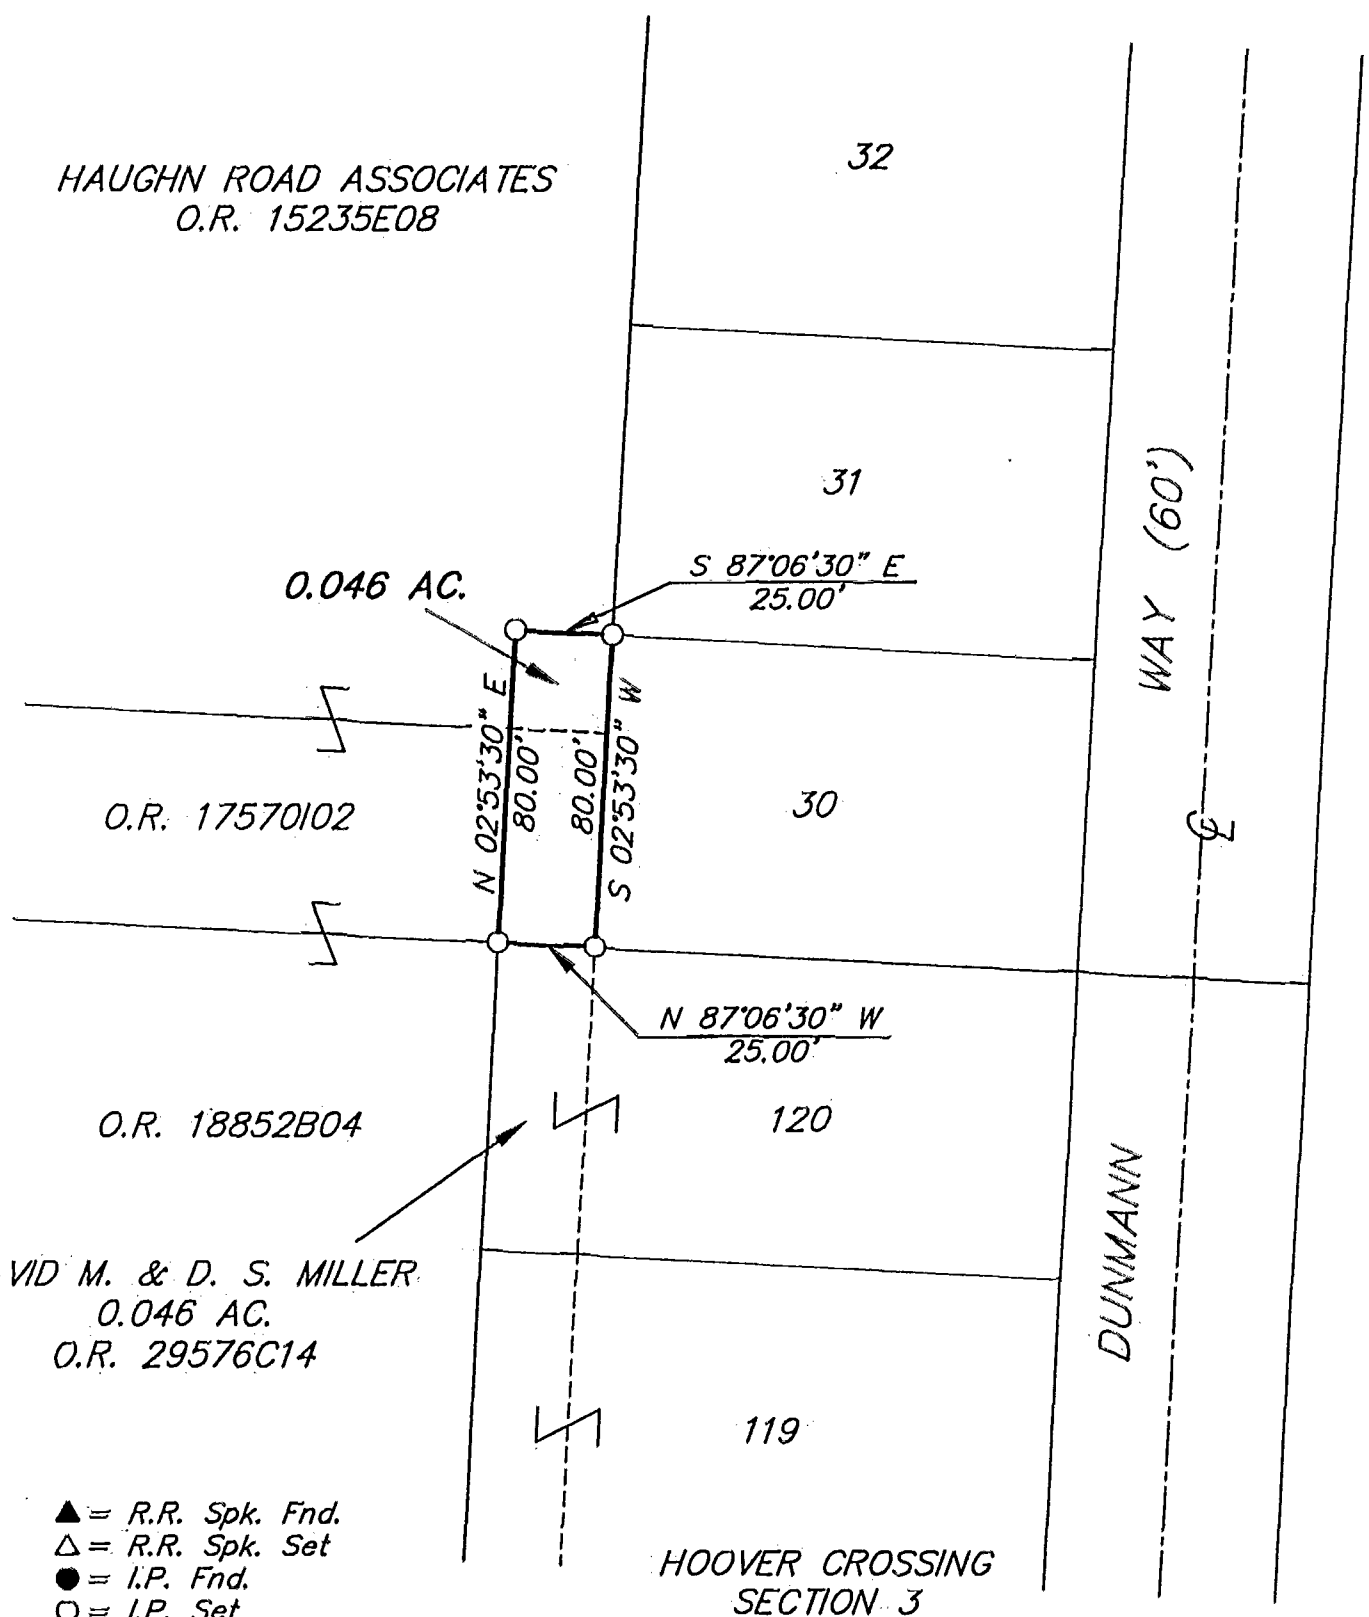 HAUGHN ROAD ASSOCIATES
O.R. 15235E08
32
31
S 87°06'30" E
25.00'
0.046 AC.
N 02°53'30" E
80.00'
80.00'
S 02°53'30" W
WAY (60')
O.R. 17570I02
30
℄
N 87°06'30" W
25.00'
O.R. 18852B04
120
DUNMANN
VID M. & D. S. MILLER
0.046 AC.
O.R. 29576C14
119
▲ = R.R. Spk. Fnd.
△ = R.R. Spk. Set
● = I.P. Fnd.
○ = I.P. Set
HOOVER CROSSING
SECTION 3